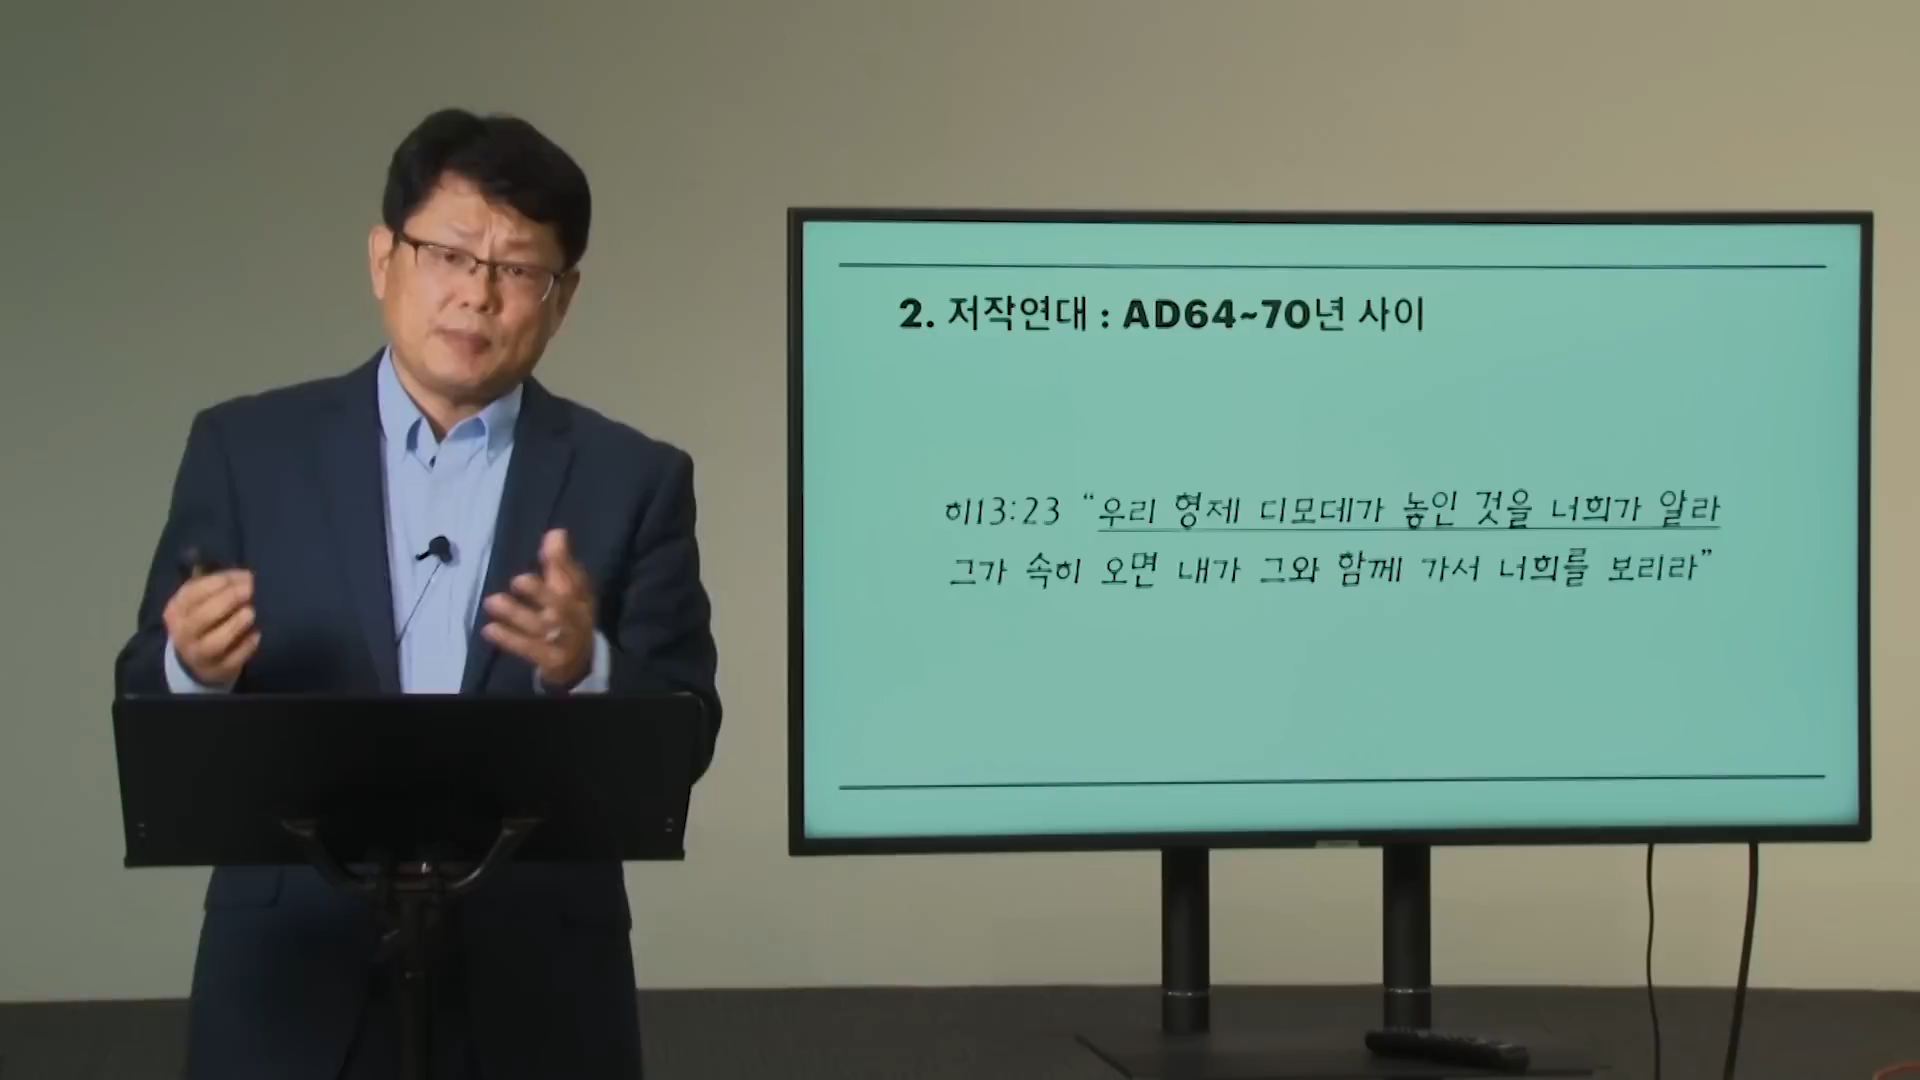 2. 저작연대 : AD64~70년 사이
히13:23 “우리 형제 디모데가 놓인 것을 너희가 알라
그가 속히 오면 내가 그와 함께 가서 너희를 보리라”